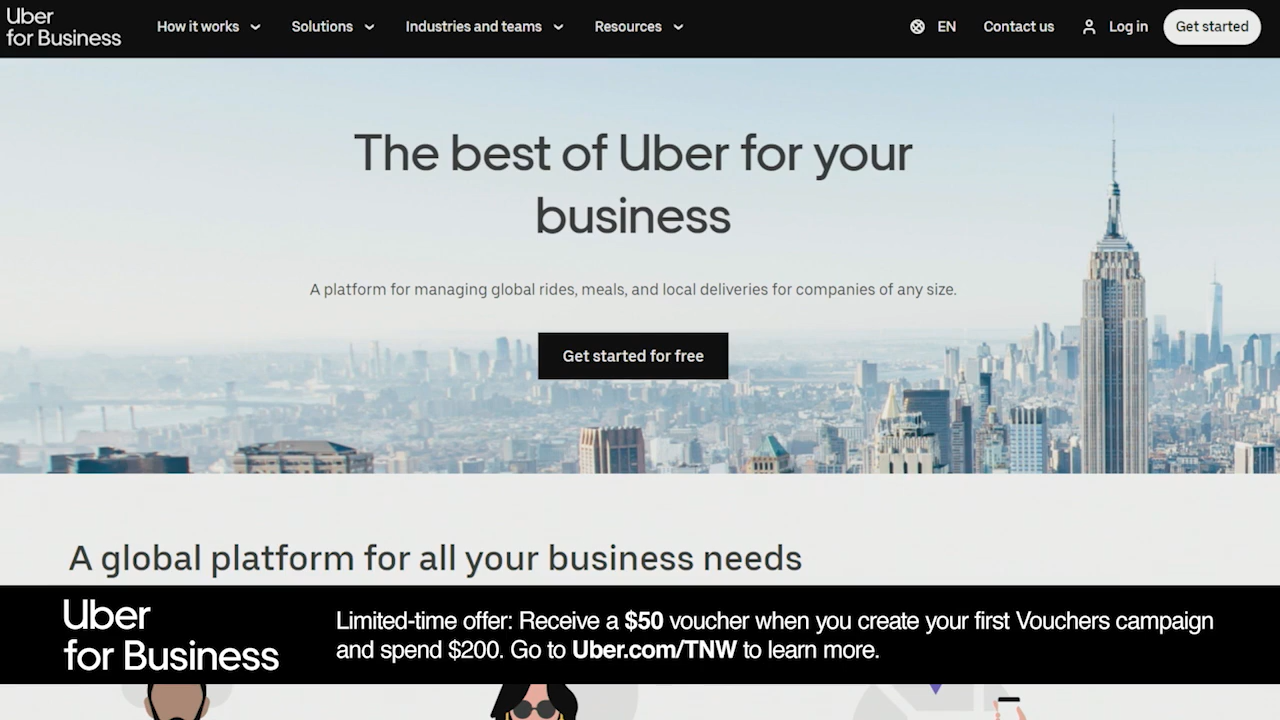 Uber
for Business
How it works
Solutions
Industries and teams
Resources
EN
Contact us
Log in
Get started
The best of Uber for your
business
A platform for managing global rides, meals, and local deliveries for companies of any size.
Get started for free
A global platform for all your business needs
Uber
for Business
Limited-time offer: Receive a $50 voucher when you create your first Vouchers campaign
and spend $200. Go to Uber.com/TNW to learn more.